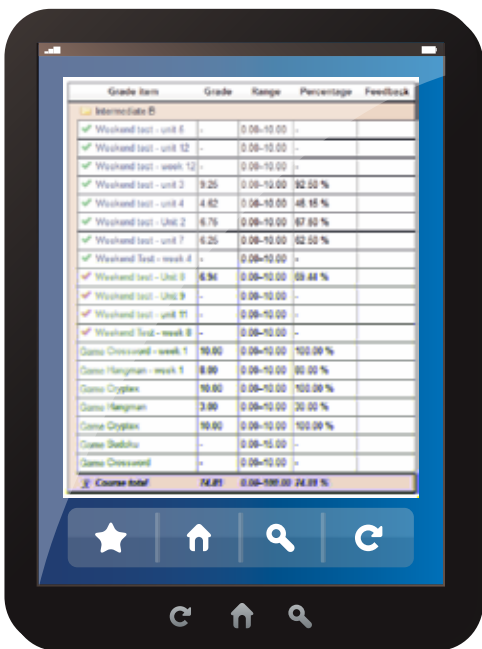 Grade item Grade Range Percentage Feedback
Intermediate B
Weekend test - unit 6 - 0.00–10.00 -
Weekend test - unit 12 - 0.00–10.00 -
Weekend test - week 12 - 0.00–10.00 -
Weekend test - unit 3 9.25 0.00–10.00 92.50 %
Weekend test - unit 4 4.62 0.00–10.00 46.15 %
Weekend test - Unit 2 6.76 0.00–10.00 67.60 %
Weekend test - unit 7 6.25 0.00–10.00 62.50 %
Weekend Test - week 4 - 0.00–10.00 -
Weekend test - Unit 8 6.94 0.00–10.00 69.44 %
Weekend test - Unit 9 - 0.00–10.00 -
Weekend test - unit 11 - 0.00–10.00 -
Weekend Test - week 8 - 0.00–10.00 -
Game Crossword - week 1 10.00 0.00–10.00 100.00 %
Game Hangman - week 1 8.00 0.00–10.00 80.00 %
Game Cryptex 10.00 0.00–10.00 100.00 %
Game Hangman 3.00 0.00–10.00 30.00 %
Game Cryptex 10.00 0.00–10.00 100.00 %
Game Sudoku - 0.00–15.00 -
Game Crossword - 0.00–10.00 -
Course total 74.81 0.00–100.00 74.81 %